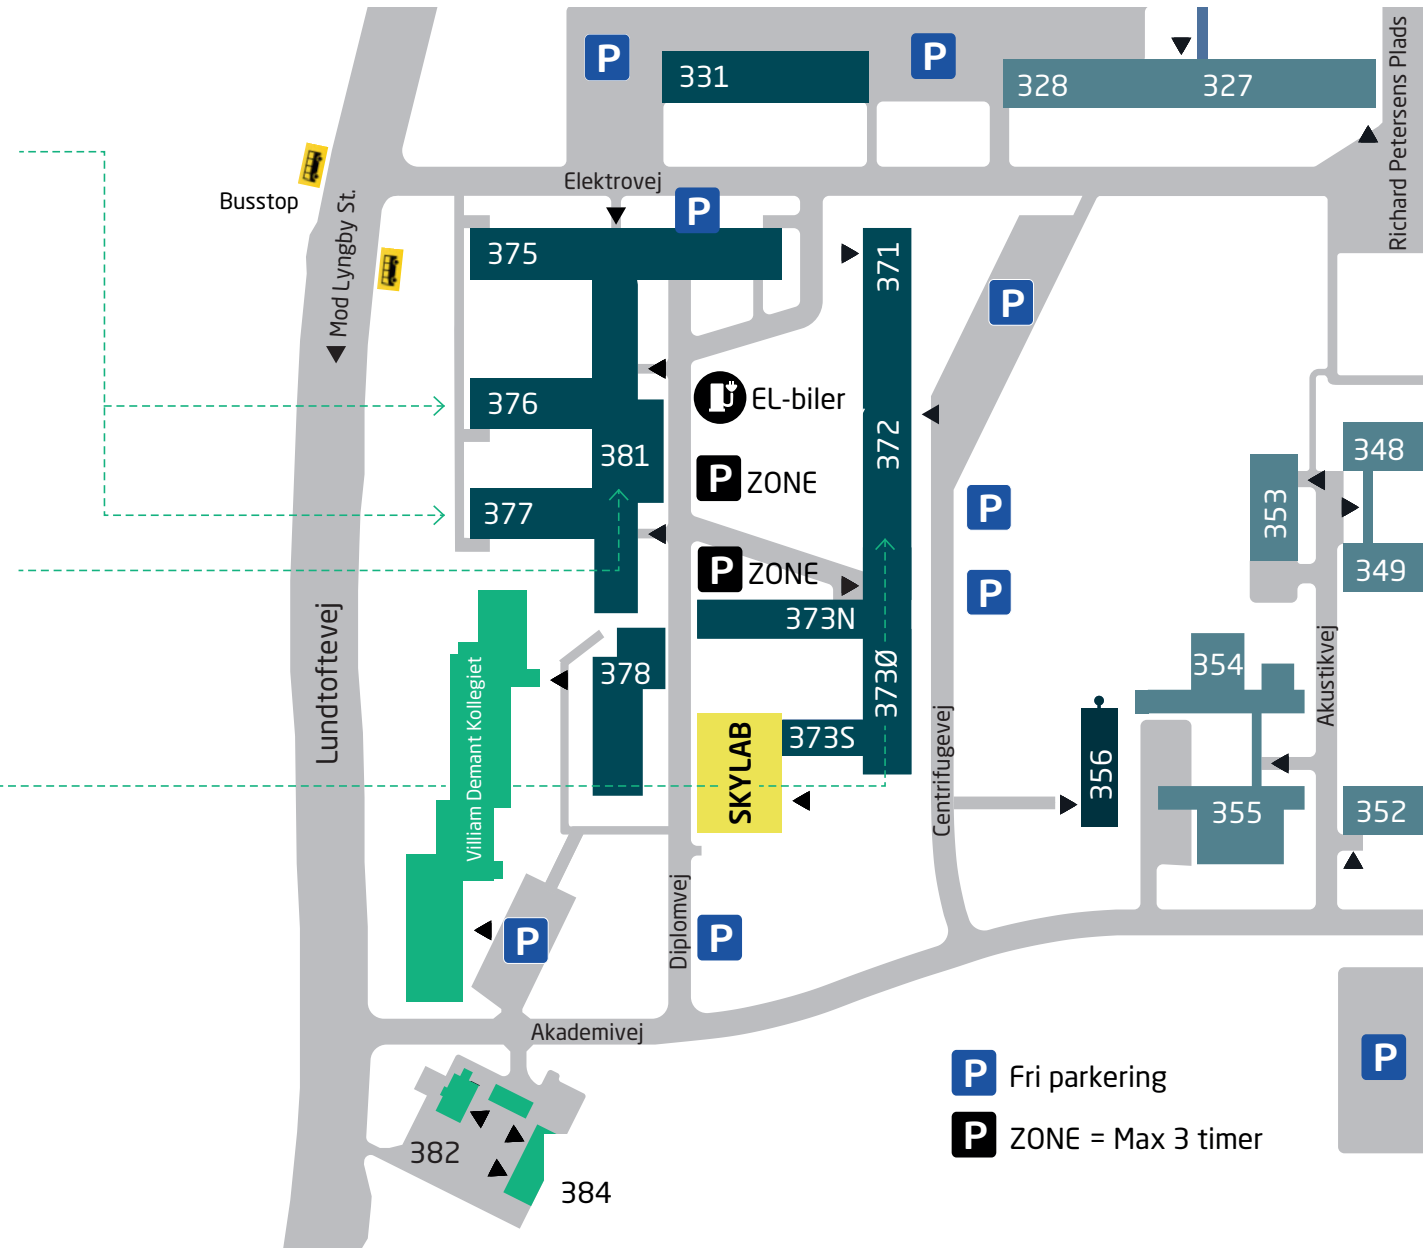 P
331
P
328
327
Richard Petersens Plads
Busstop
Mod Lyngby St.
Elektrovej
P
375
371
P
376
EL-biler
372
381
P ZONE
377
P
P ZONE
P
348
353
349
Lundtoftevej
Villiam Demant Kollegiet
378
373N
373Ø
373S
SKYLAB
Centrifugevej
356
354
355
Akustikvej
352
P
Diplomvej
P
Akademivej
382
384
P
P Fri parkering
P ZONE = Max 3 timer